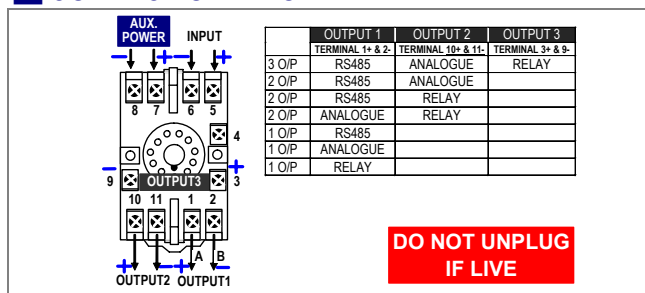 AUX.
POWER INPUT
− + − +
8 7 6 5
4
− +
9 OUTPUT3 3
10 11 1 2
A B
+ − + −
OUTPUT2 OUTPUT1
OUTPUT 1 OUTPUT 2 OUTPUT 3
TERMINAL 1+ & 2- TERMINAL 10+ & 11- TERMINAL 3+ & 9-
3 O/P RS485 ANALOGUE RELAY
2 O/P RS485 ANALOGUE
2 O/P RS485 RELAY
2 O/P ANALOGUE RELAY
1 O/P RS485
1 O/P ANALOGUE
1 O/P RELAY
DO NOT UNPLUG
IF LIVE